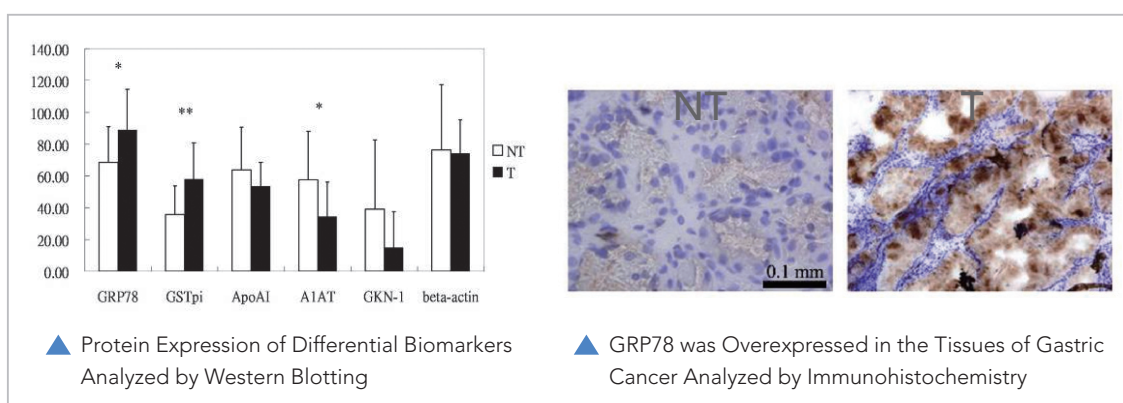 140.00
120.00
100.00
80.00
60.00
40.00
20.00
0.00
*
**
*
NT
T
GRP78 GSTpi ApoAI A1AT GKN-1 beta-actin
Protein Expression of Differential Biomarkers
Analyzed by Western Blotting
NT
0.1 mm
T
GRP78 was Overexpressed in the Tissues of Gastric
Cancer Analyzed by Immunohistochemistry